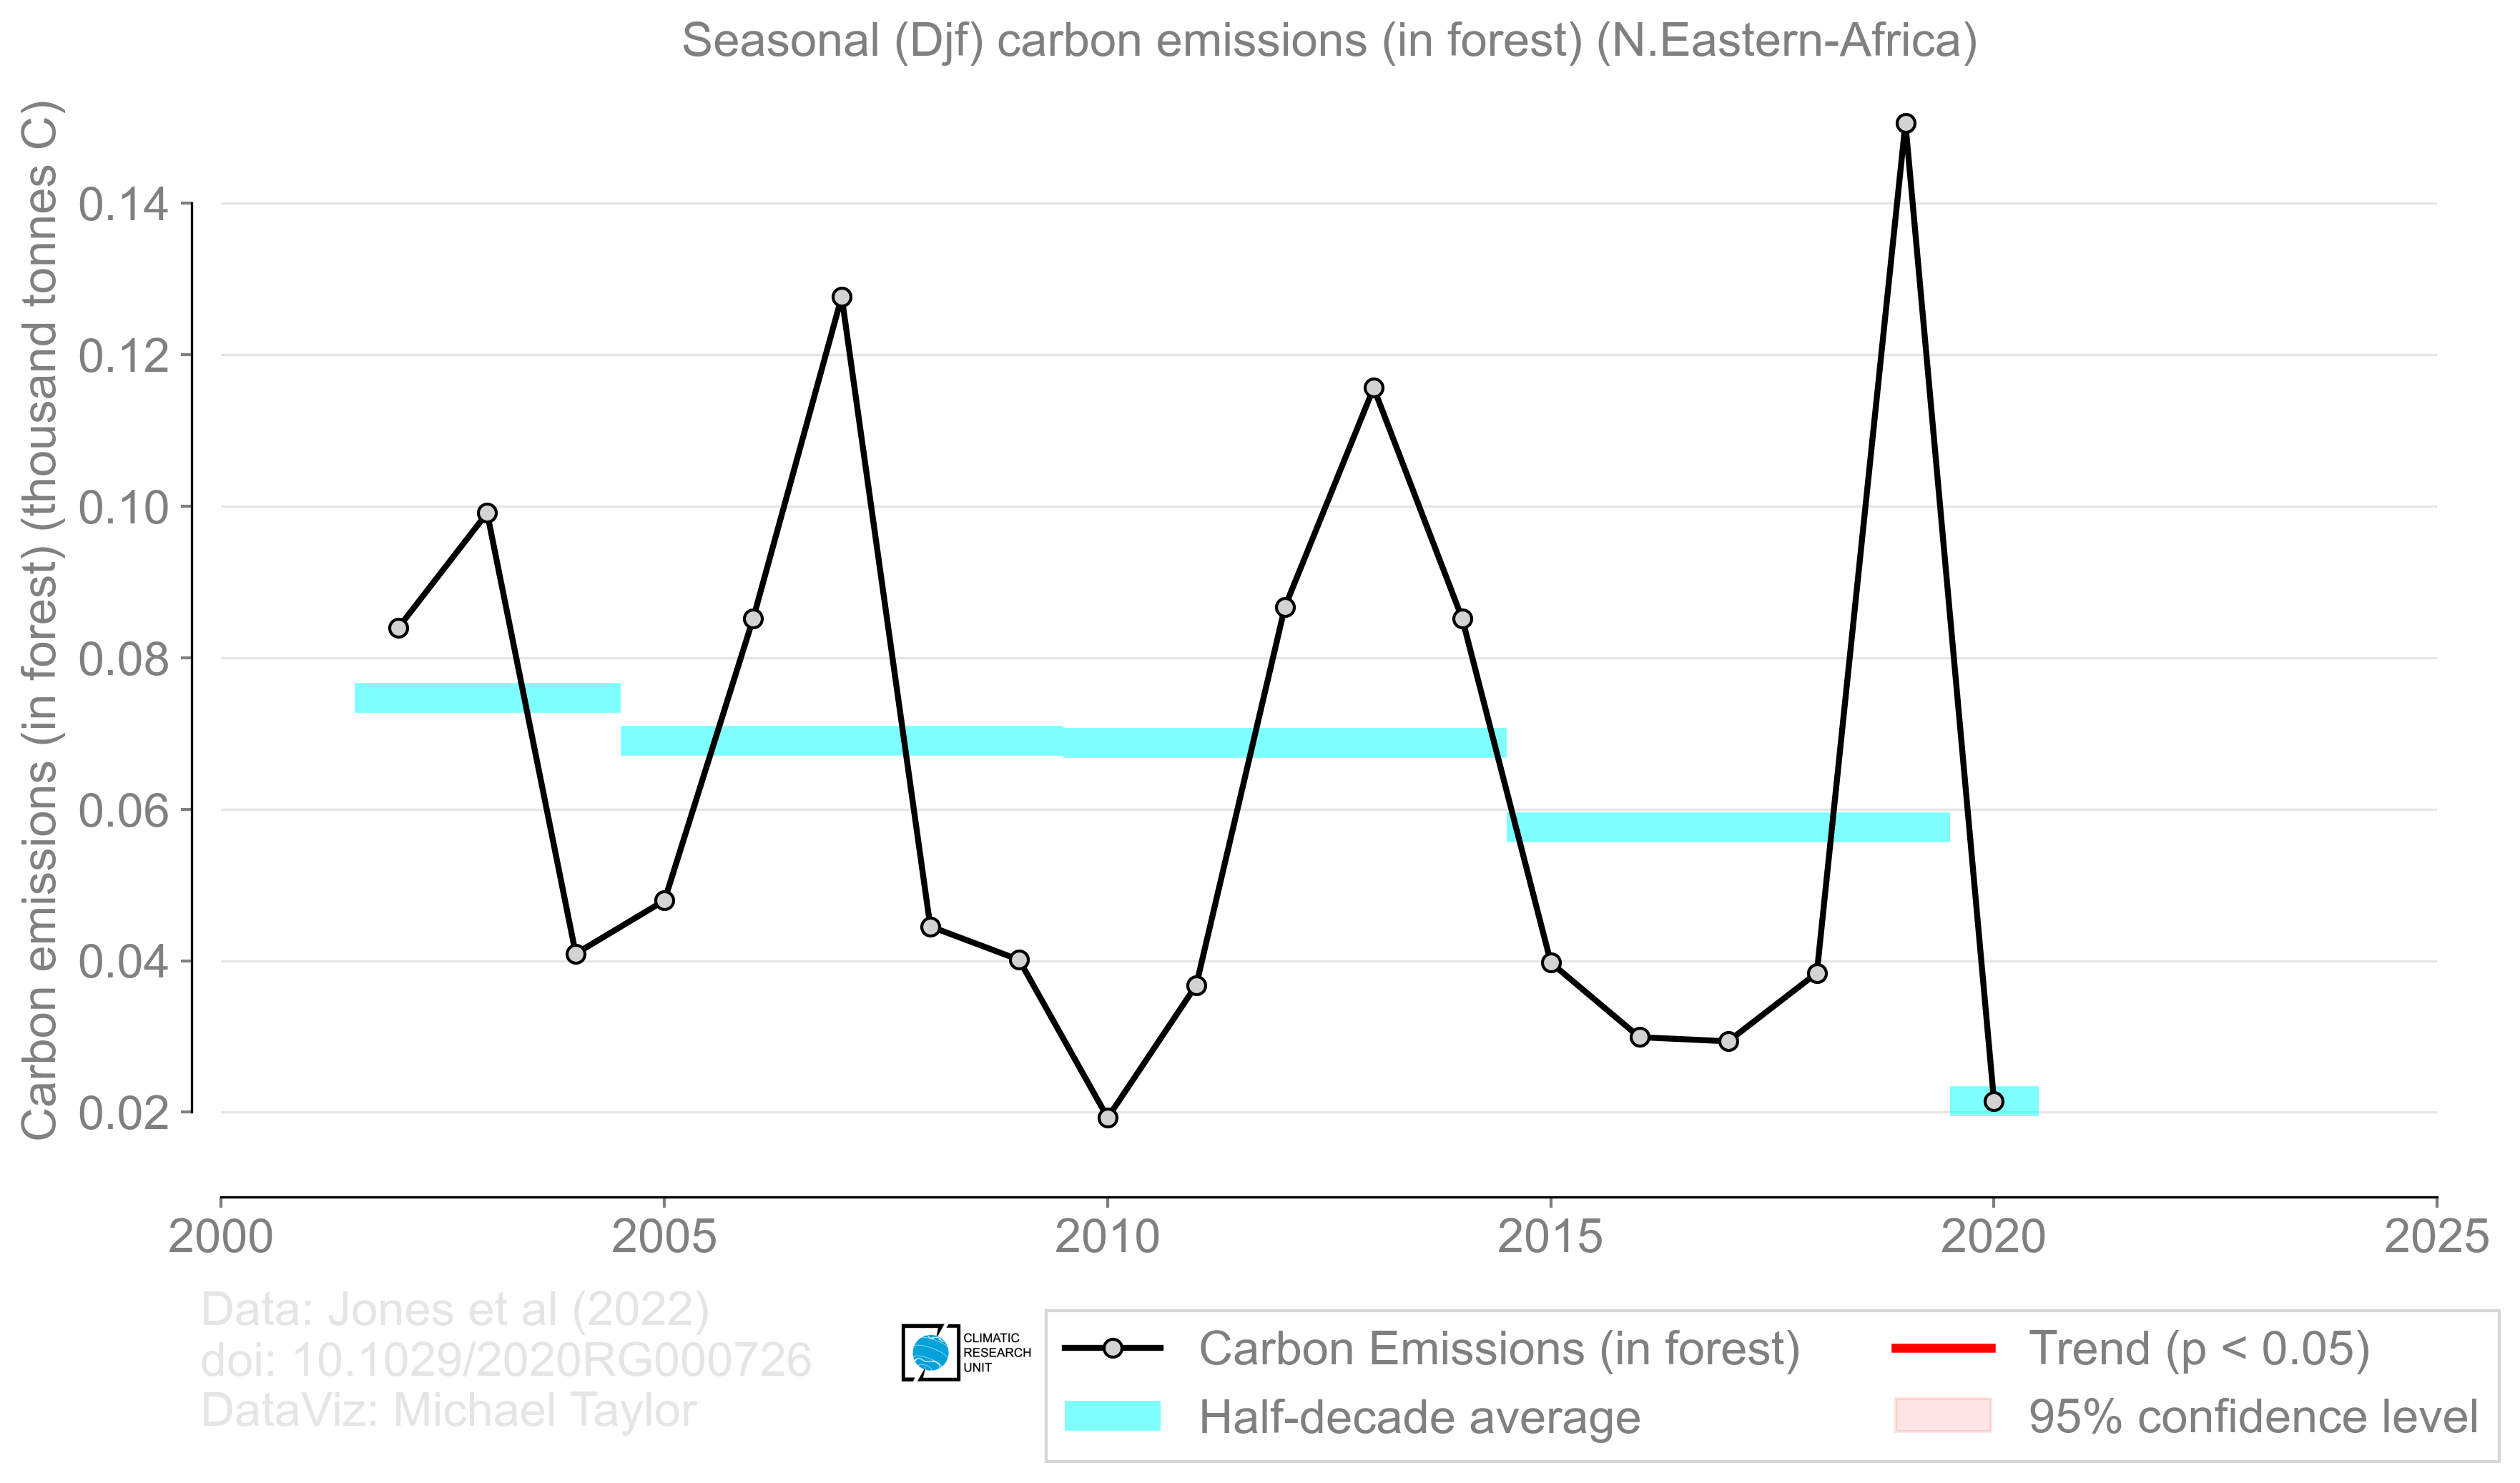 Seasonal (Djf) carbon emissions (in forest) (N.Eastern-Africa)
Carbon emissions (in forest) (thousand tonnes C)
0.14
0.12
0.10
0.08
0.06
0.04
0.02
2000
2005
2010
2015
2020
2025
Data: Jones et al (2022)
doi: 10.1029/2020RG000726
DataViz: Michael Taylor
CLIMATIC
RESEARCH
UNIT
Carbon Emissions (in forest)
Half-decade average
Trend (p < 0.05)
95% confidence level